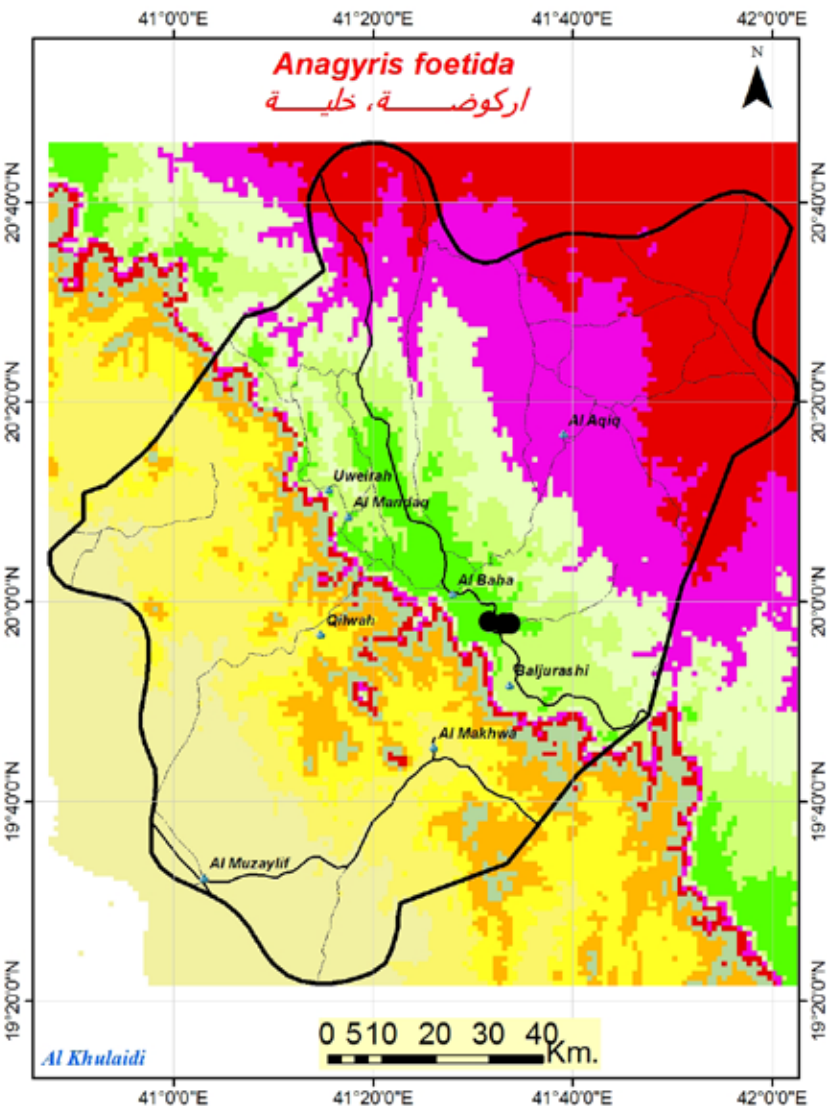 41°0'0"E 41°20'0"E 41°40'0"E 42°0'0"E
Anagyris foetida
اركوضــــــة، خليــــة
N
20°40'0"N 20°40'0"N
20°20'0"N 20°20'0"N
Al Aqiq
Uweirah
Al Mandaq
Al Baha
20°0'0"N 20°0'0"N
Qilwah
Baljurashi
Al Makhwa
19°40'0"N 19°40'0"N
Al Muzaylif
19°20'0"N 19°20'0"N
0 5 10 20 30 40 Km.
Al Khulaidi
41°0'0"E 41°20'0"E 41°40'0"E 42°0'0"E